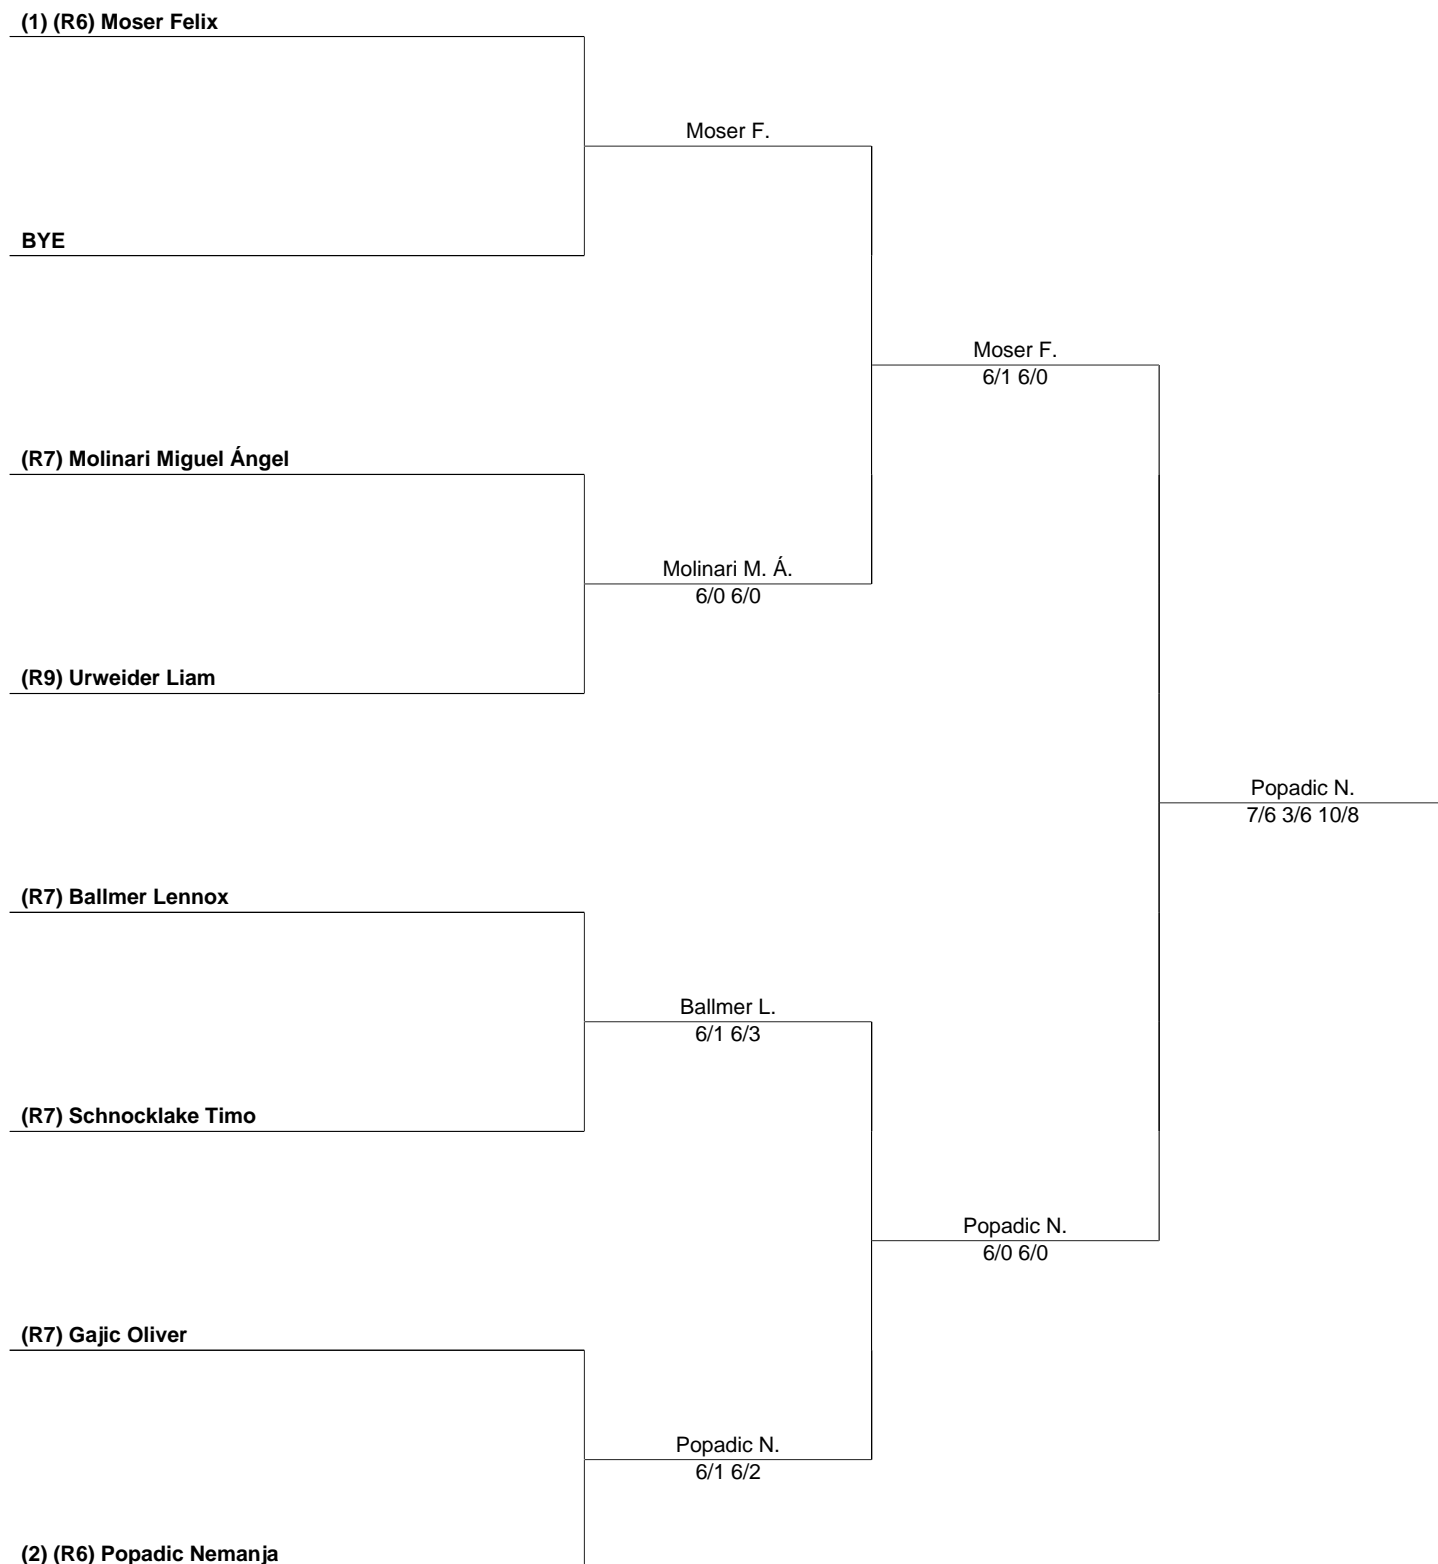 (1) (R6) Moser Felix
Moser F.
BYE
Moser F.
6/1 6/0
(R7) Molinari Miguel Ángel
Molinari M. Á.
6/0 6/0
(R9) Urweider Liam
Popadic N.
7/6 3/6 10/8
(R7) Ballmer Lennox
Ballmer L.
6/1 6/3
(R7) Schnocklake Timo
Popadic N.
6/0 6/0
(R7) Gajic Oliver
Popadic N.
6/1 6/2
(2) (R6) Popadic Nemanja